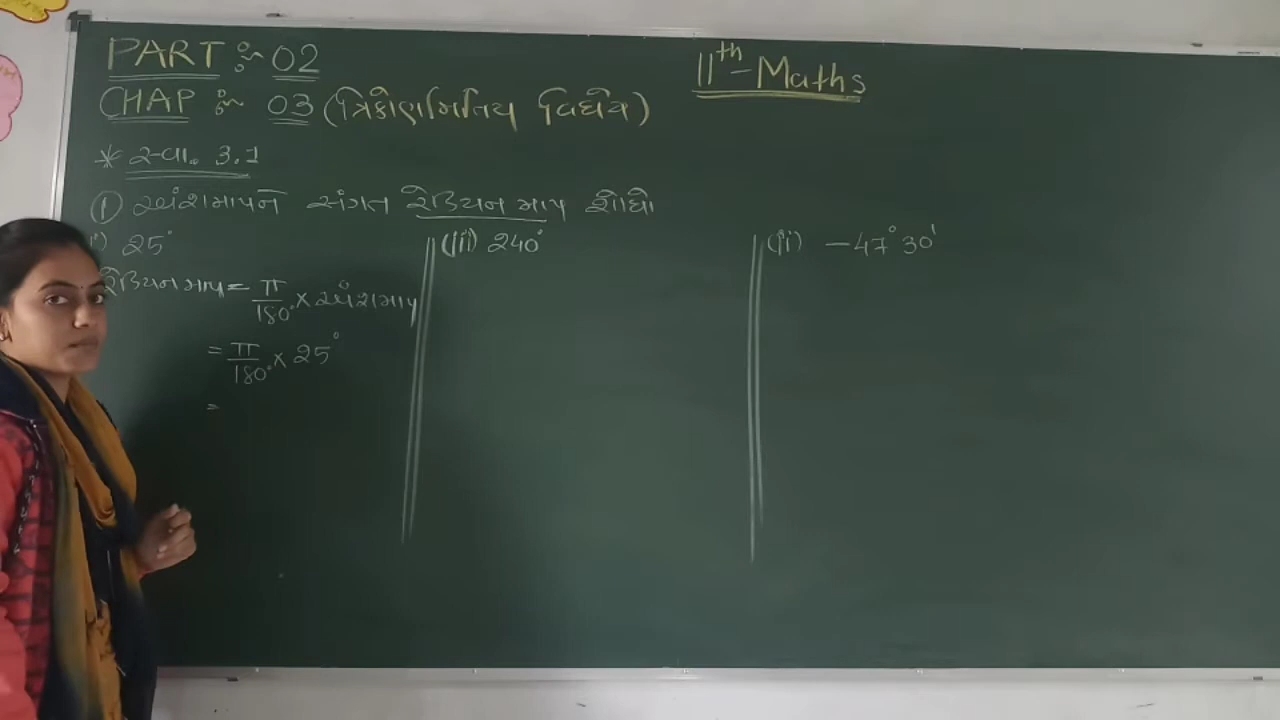 PART :~ 02
11th - Maths
CHAP :~ 03 (ત્રિકોણમિતિય વિધેય)
* સ્વા. 3.1
① અંશમાપને સંગત રેડિયન માપ શોધો
i) 25°
રેડિયન માપ = π/180° × અંશમાપ
= π/180° × 25°
=
(iii) 240°
(ii) -47° 30'